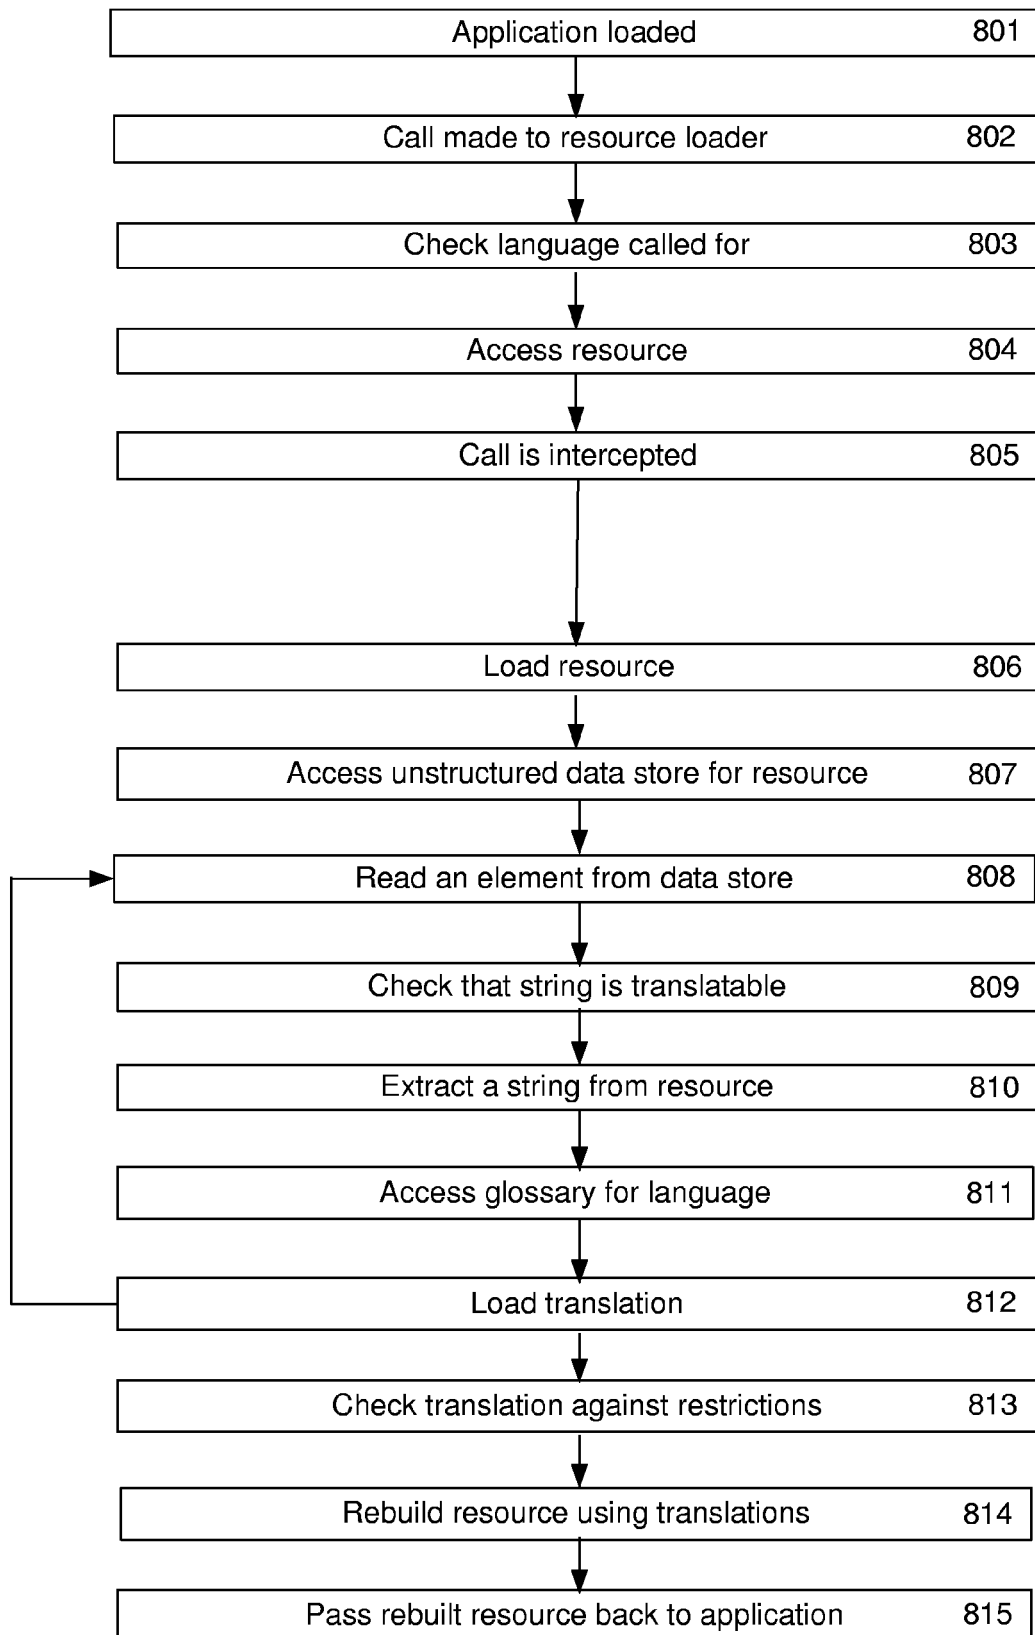 Application loaded 801
Call made to resource loader 802
Check language called for 803
Access resource 804
Call is intercepted 805
Load resource 806
Access unstructured data store for resource 807
Read an element from data store 808
Check that string is translatable 809
Extract a string from resource 810
Access glossary for language 811
Load translation 812
Check translation against restrictions 813
Rebuild resource using translations 814
Pass rebuilt resource back to application 815